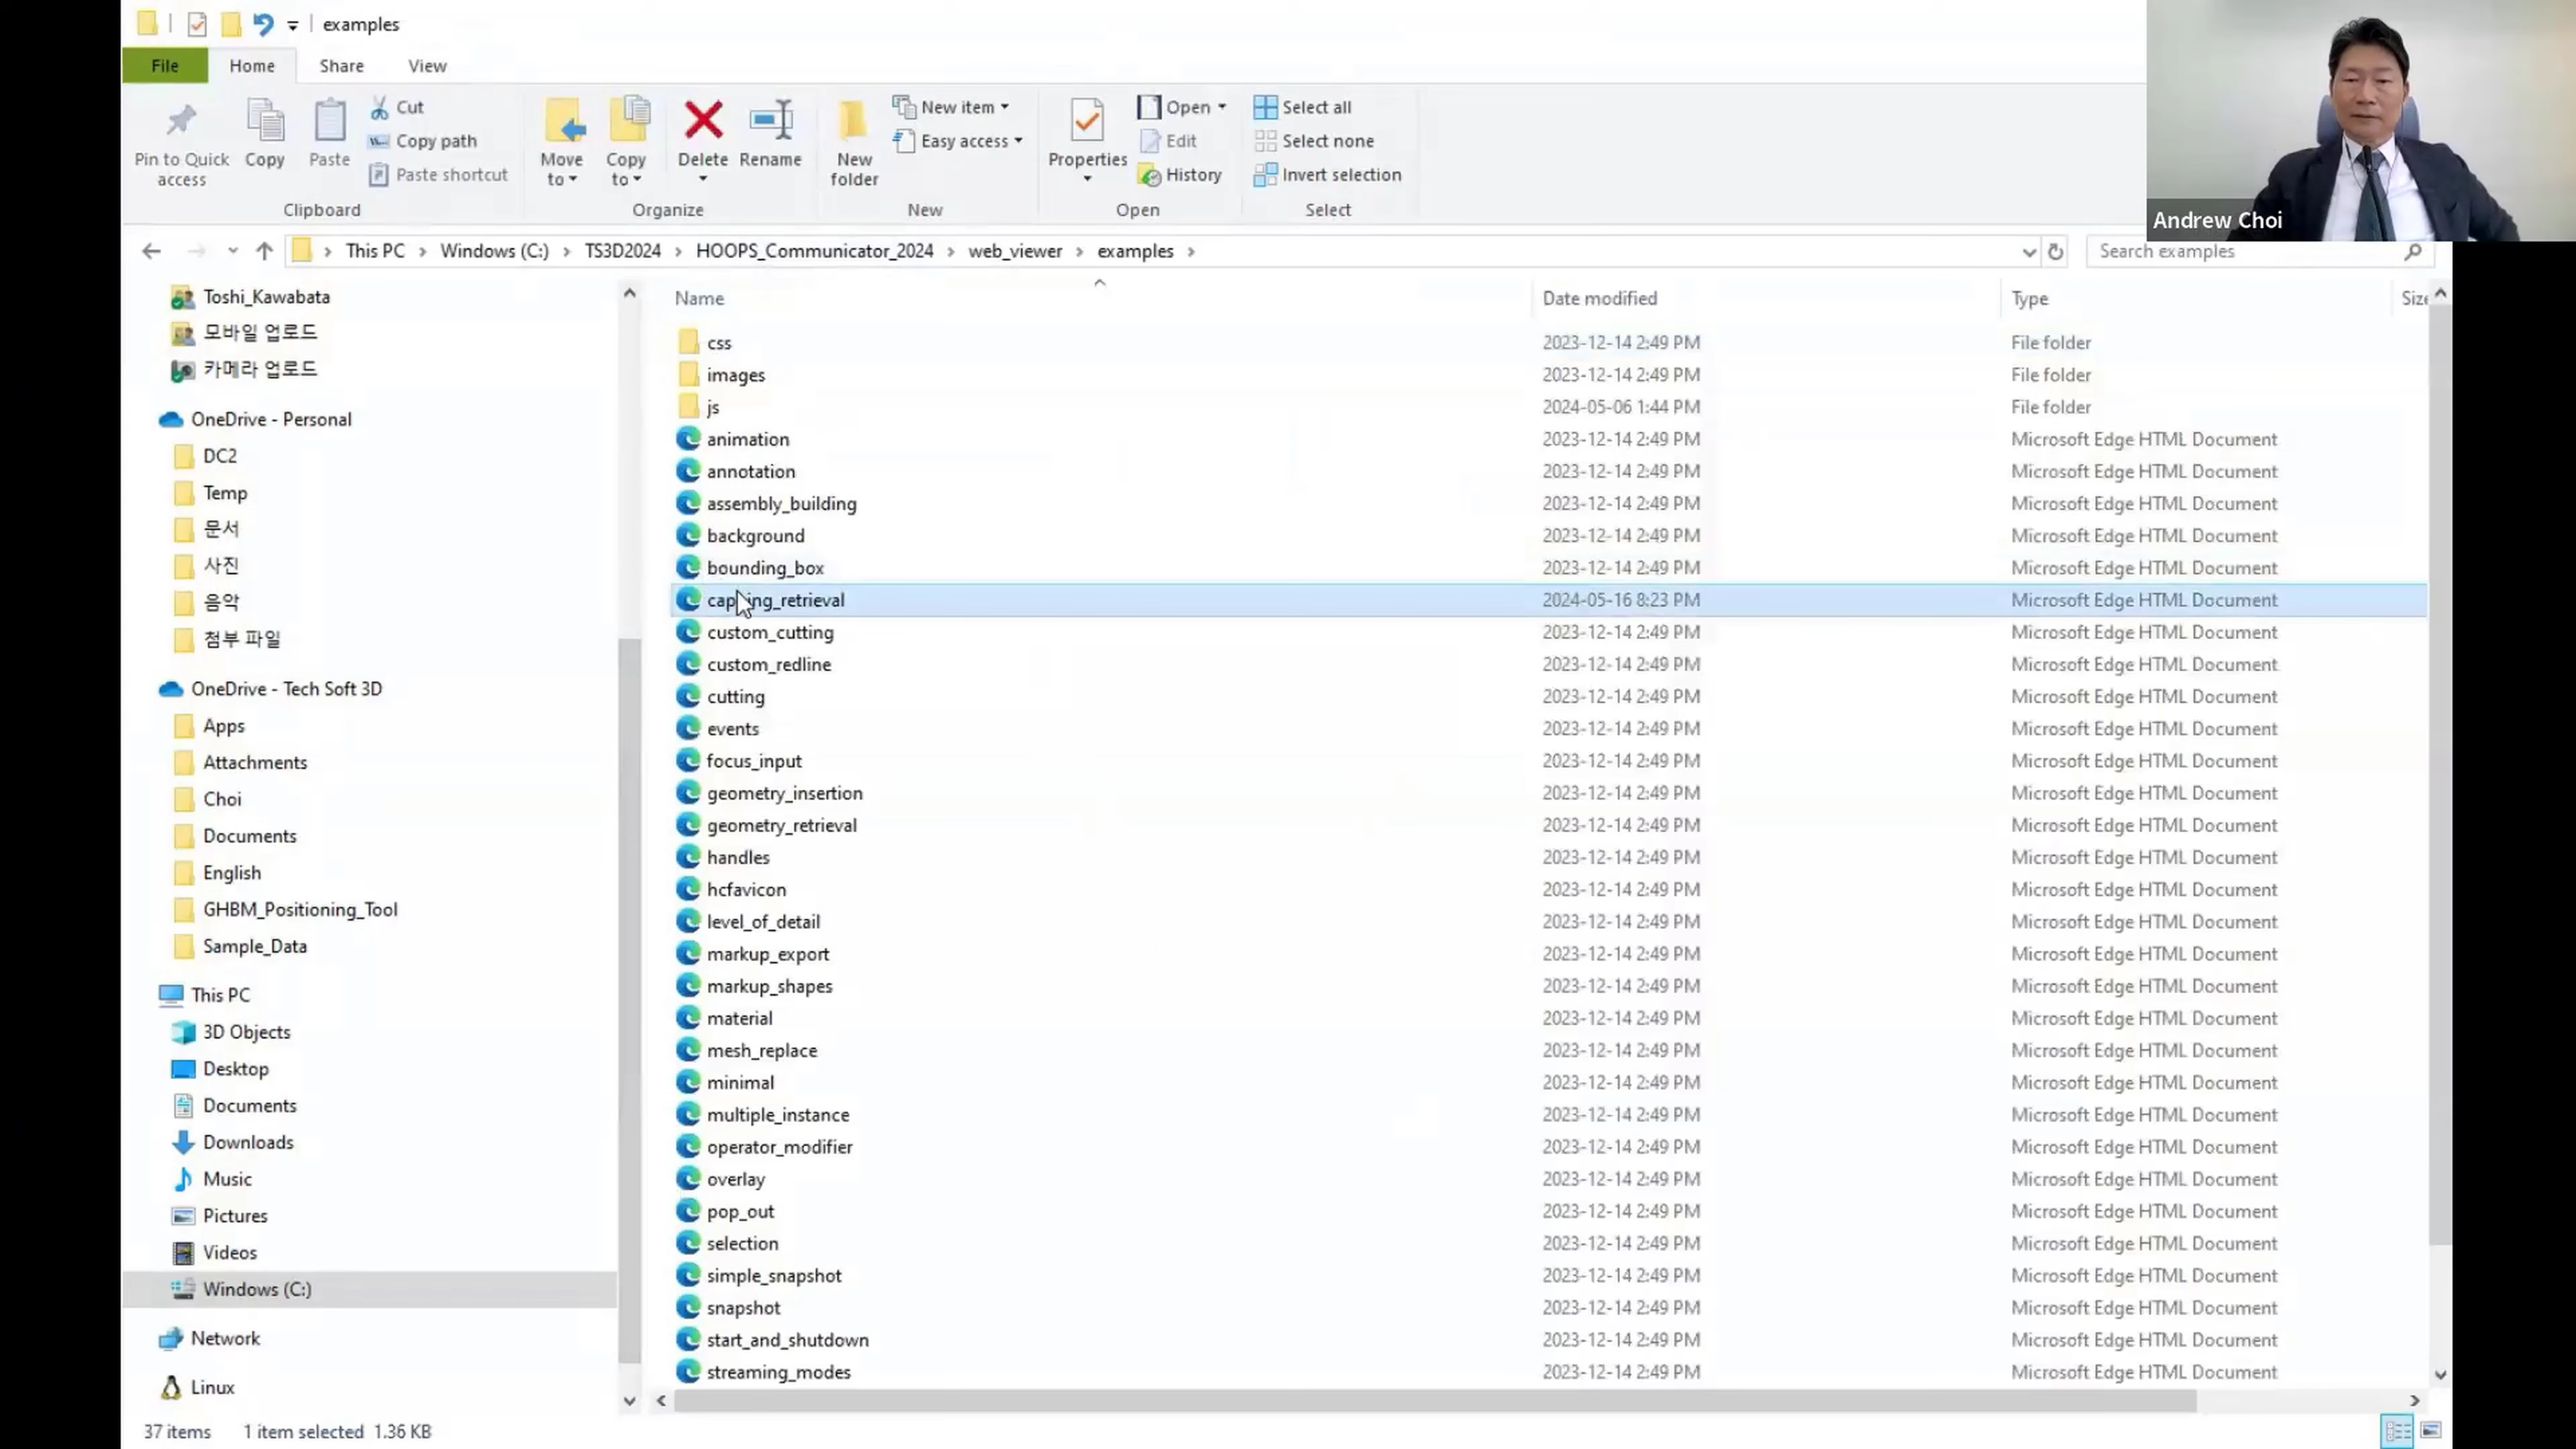 examples
File Home Share View
Pin to Quick access
Copy
Paste
Cut
Copy path
Paste shortcut
Clipboard
Move to
Copy to
Delete
Rename
Organize
New folder
New item
Easy access
New
Properties
Open
Edit
History
Open
Select all
Select none
Invert selection
Select
Andrew Choi
This PC Windows (C:) TS3D2024 HOOPS_Communicator_2024 web_viewer examples
Search examples
Toshi_Kawabata
모바일 업로드
카메라 업로드
OneDrive - Personal
DC2
Temp
문서
사진
음악
첨부 파일
OneDrive - Tech Soft 3D
Apps
Attachments
Choi
Documents
English
GHBM_Positioning_Tool
Sample_Data
This PC
3D Objects
Desktop
Documents
Downloads
Music
Pictures
Videos
Windows (C:)
Network
Linux
Name Date modified Type Size
css 2023-12-14 2:49 PM File folder
images 2023-12-14 2:49 PM File folder
js 2024-05-06 1:44 PM File folder
animation 2023-12-14 2:49 PM Microsoft Edge HTML Document
annotation 2023-12-14 2:49 PM Microsoft Edge HTML Document
assembly_building 2023-12-14 2:49 PM Microsoft Edge HTML Document
background 2023-12-14 2:49 PM Microsoft Edge HTML Document
bounding_box 2023-12-14 2:49 PM Microsoft Edge HTML Document
2024-05-16 8:23 PM Microsoft Edge HTML Document
custom_cutting 2023-12-14 2:49 PM Microsoft Edge HTML Document
custom_redline 2023-12-14 2:49 PM Microsoft Edge HTML Document
cutting 2023-12-14 2:49 PM Microsoft Edge HTML Document
events 2023-12-14 2:49 PM Microsoft Edge HTML Document
focus_input 2023-12-14 2:49 PM Microsoft Edge HTML Document
geometry_insertion 2023-12-14 2:49 PM Microsoft Edge HTML Document
geometry_retrieval 2023-12-14 2:49 PM Microsoft Edge HTML Document
handles 2023-12-14 2:49 PM Microsoft Edge HTML Document
hcfavicon 2023-12-14 2:49 PM Microsoft Edge HTML Document
level_of_detail 2023-12-14 2:49 PM Microsoft Edge HTML Document
markup_export 2023-12-14 2:49 PM Microsoft Edge HTML Document
markup_shapes 2023-12-14 2:49 PM Microsoft Edge HTML Document
material 2023-12-14 2:49 PM Microsoft Edge HTML Document
mesh_replace 2023-12-14 2:49 PM Microsoft Edge HTML Document
minimal 2023-12-14 2:49 PM Microsoft Edge HTML Document
multiple_instance 2023-12-14 2:49 PM Microsoft Edge HTML Document
operator_modifier 2023-12-14 2:49 PM Microsoft Edge HTML Document
overlay 2023-12-14 2:49 PM Microsoft Edge HTML Document
pop_out 2023-12-14 2:49 PM Microsoft Edge HTML Document
selection 2023-12-14 2:49 PM Microsoft Edge HTML Document
simple_snapshot 2023-12-14 2:49 PM Microsoft Edge HTML Document
snapshot 2023-12-14 2:49 PM Microsoft Edge HTML Document
start_and_shutdown 2023-12-14 2:49 PM Microsoft Edge HTML Document
streaming_modes 2023-12-14 2:49 PM Microsoft Edge HTML Document
37 items 1 item selected 1.36 KB